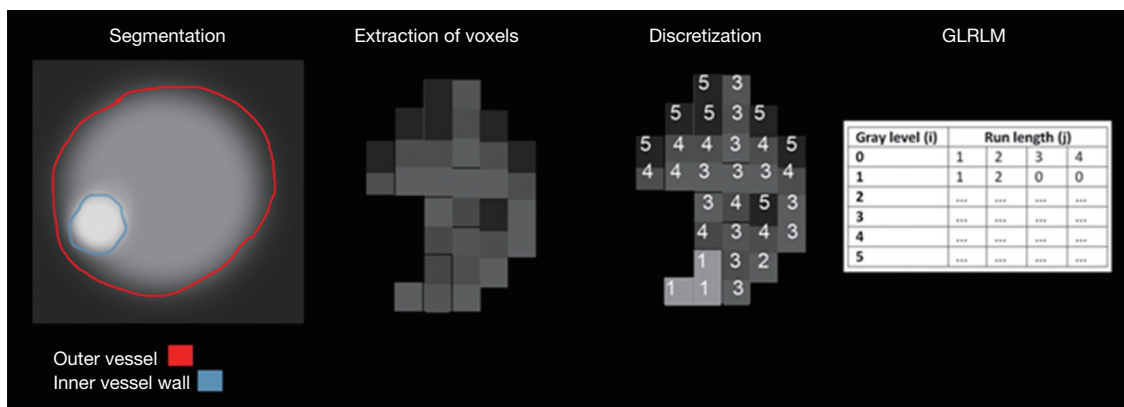 Segmentation
Extraction of voxels
Discretization
GLRLM
5 3
5 5 3 5
5 4 4 3 4 5
4 4 3 3 3 4
3 4 5 3
4 3 4 3
1 3 2
1 1 3
Gray level (i) Run length (j)
0 1 2 3 4
1 1 2 0 0
2 ... ... ... ...
3 ... ... ... ...
4 ... ... ... ...
5 ... ... ... ...
Outer vessel
Inner vessel wall